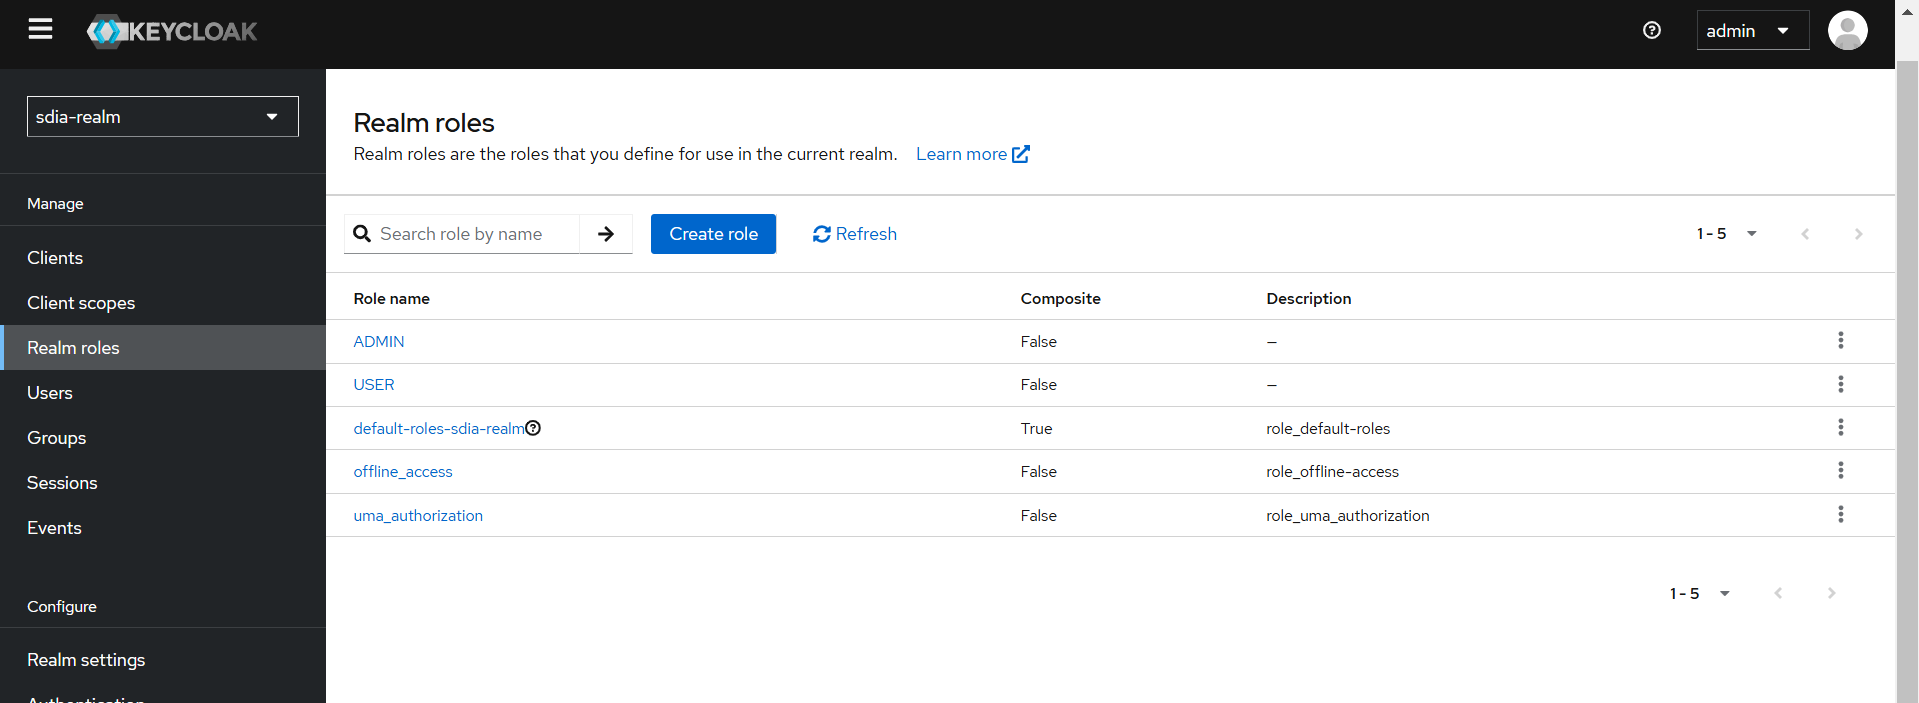 KEYCLOAK
admin
sdia-realm
Manage
Clients
Client scopes
Realm roles
Users
Groups
Sessions
Events
Configure
Realm settings
Authentication
Realm roles
Realm roles are the roles that you define for use in the current realm. Learn more
Search role by name Create role Refresh 1 - 5
Role name Composite Description
ADMIN False –
USER False –
default-roles-sdia-realm True role_default-roles
offline_access False role_offline-access
uma_authorization False role_uma_authorization
1 - 5